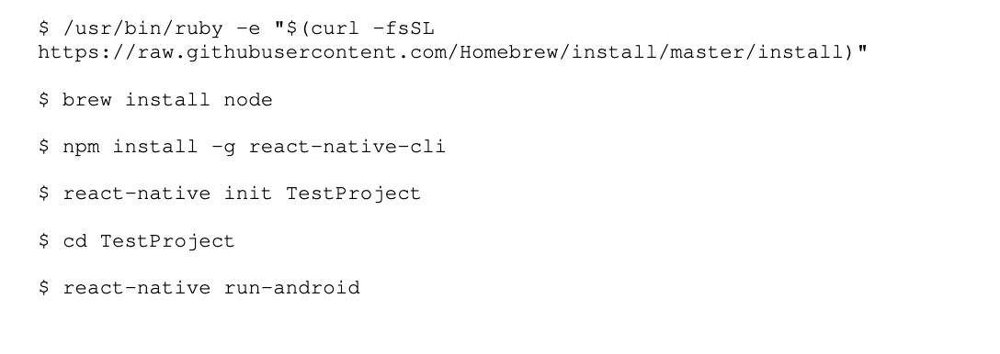 $ /usr/bin/ruby -e "$(curl -fsSL
https://raw.githubusercontent.com/Homebrew/install/master/install)"
$ brew install node
$ npm install -g react-native-cli
$ react-native init TestProject
$ cd TestProject
$ react-native run-android